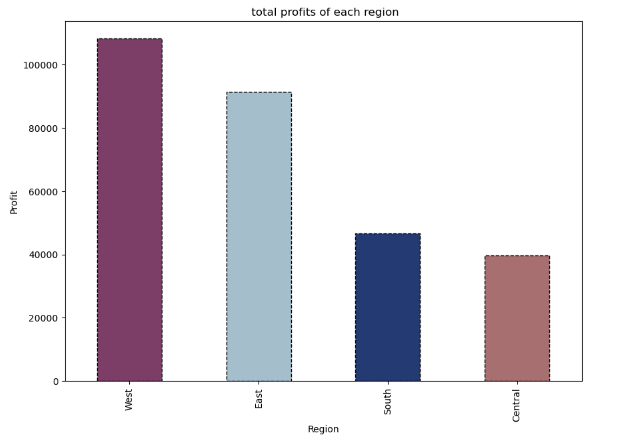 total profits of each region
Profit
100000
80000
60000
40000
20000
0
West
East
South
Central
Region